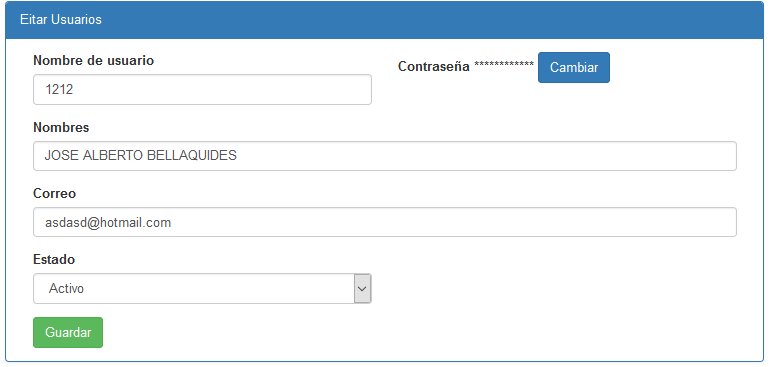 Eitar Usuarios
Nombre de usuario
1212
Contraseña ************ Cambiar
Nombres
JOSE ALBERTO BELLAQUIDES
Correo
asdasd@hotmail.com
Estado
Activo
Guardar